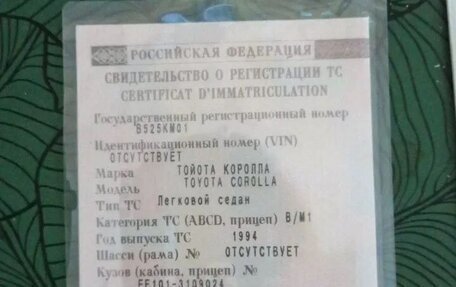 РОССИЙСКАЯ ФЕДЕРАЦИЯ
СВИДЕТЕЛЬСТВО О РЕГИСТРАЦИИ ТС
CERTIFICAT D'IMMATRICULATION
Государственный регистрационный номер
В525КМ01
Идентификационный номер (VIN)
ОТСУТСТВУЕТ
Марка ТОЙОТА КОРОЛЛА
Модель TOYOTA COROLLA
Тип ТС Легковой седан
Категория ТС (ABCD, прицеп) В/М1
Год выпуска ТС 1994
Шасси (рама) № ОТСУТСТВУЕТ
Кузов (кабина, прицеп) №
EE101-3109024